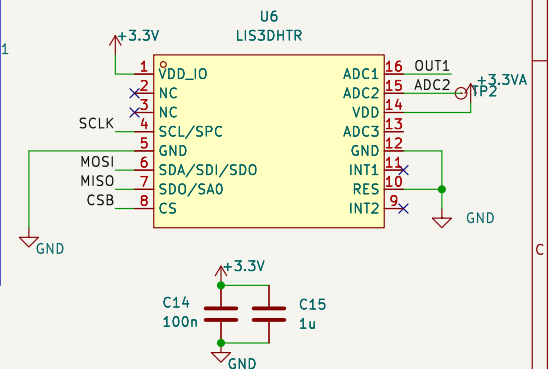 U6
LIS3DHTR
+3.3V
1 VDD_IO
2 NC
3 NC
SCLK 4 SCL/SPC
5 GND
MOSI 6 SDA/SDI/SDO
MISO 7 SDO/SA0
CSB 8 CS
ADC1 16 OUT1
ADC2 15 ADC2 TP2
+3.3VA
VDD 14
ADC3 13
GND 12
INT1 11
RES 10
INT2 9
GND
GND
1
C
+3.3V
C14
100n
C15
1u
GND